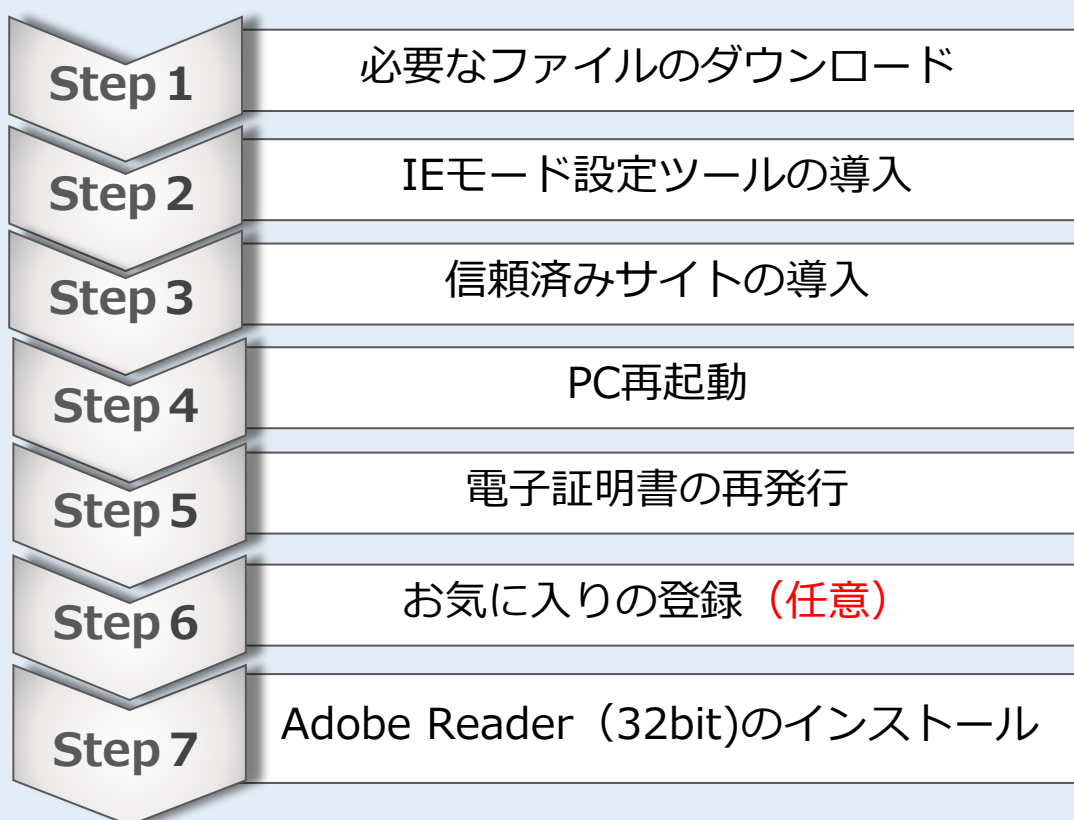 Step 1
必要なファイルのダウンロード
Step 2
IEモード設定ツールの導入
Step 3
信頼済みサイトの導入
Step 4
PC再起動
Step 5
電子証明書の再発行
Step 6
お気に入りの登録（任意）
Step 7
Adobe Reader（32bit)のインストール